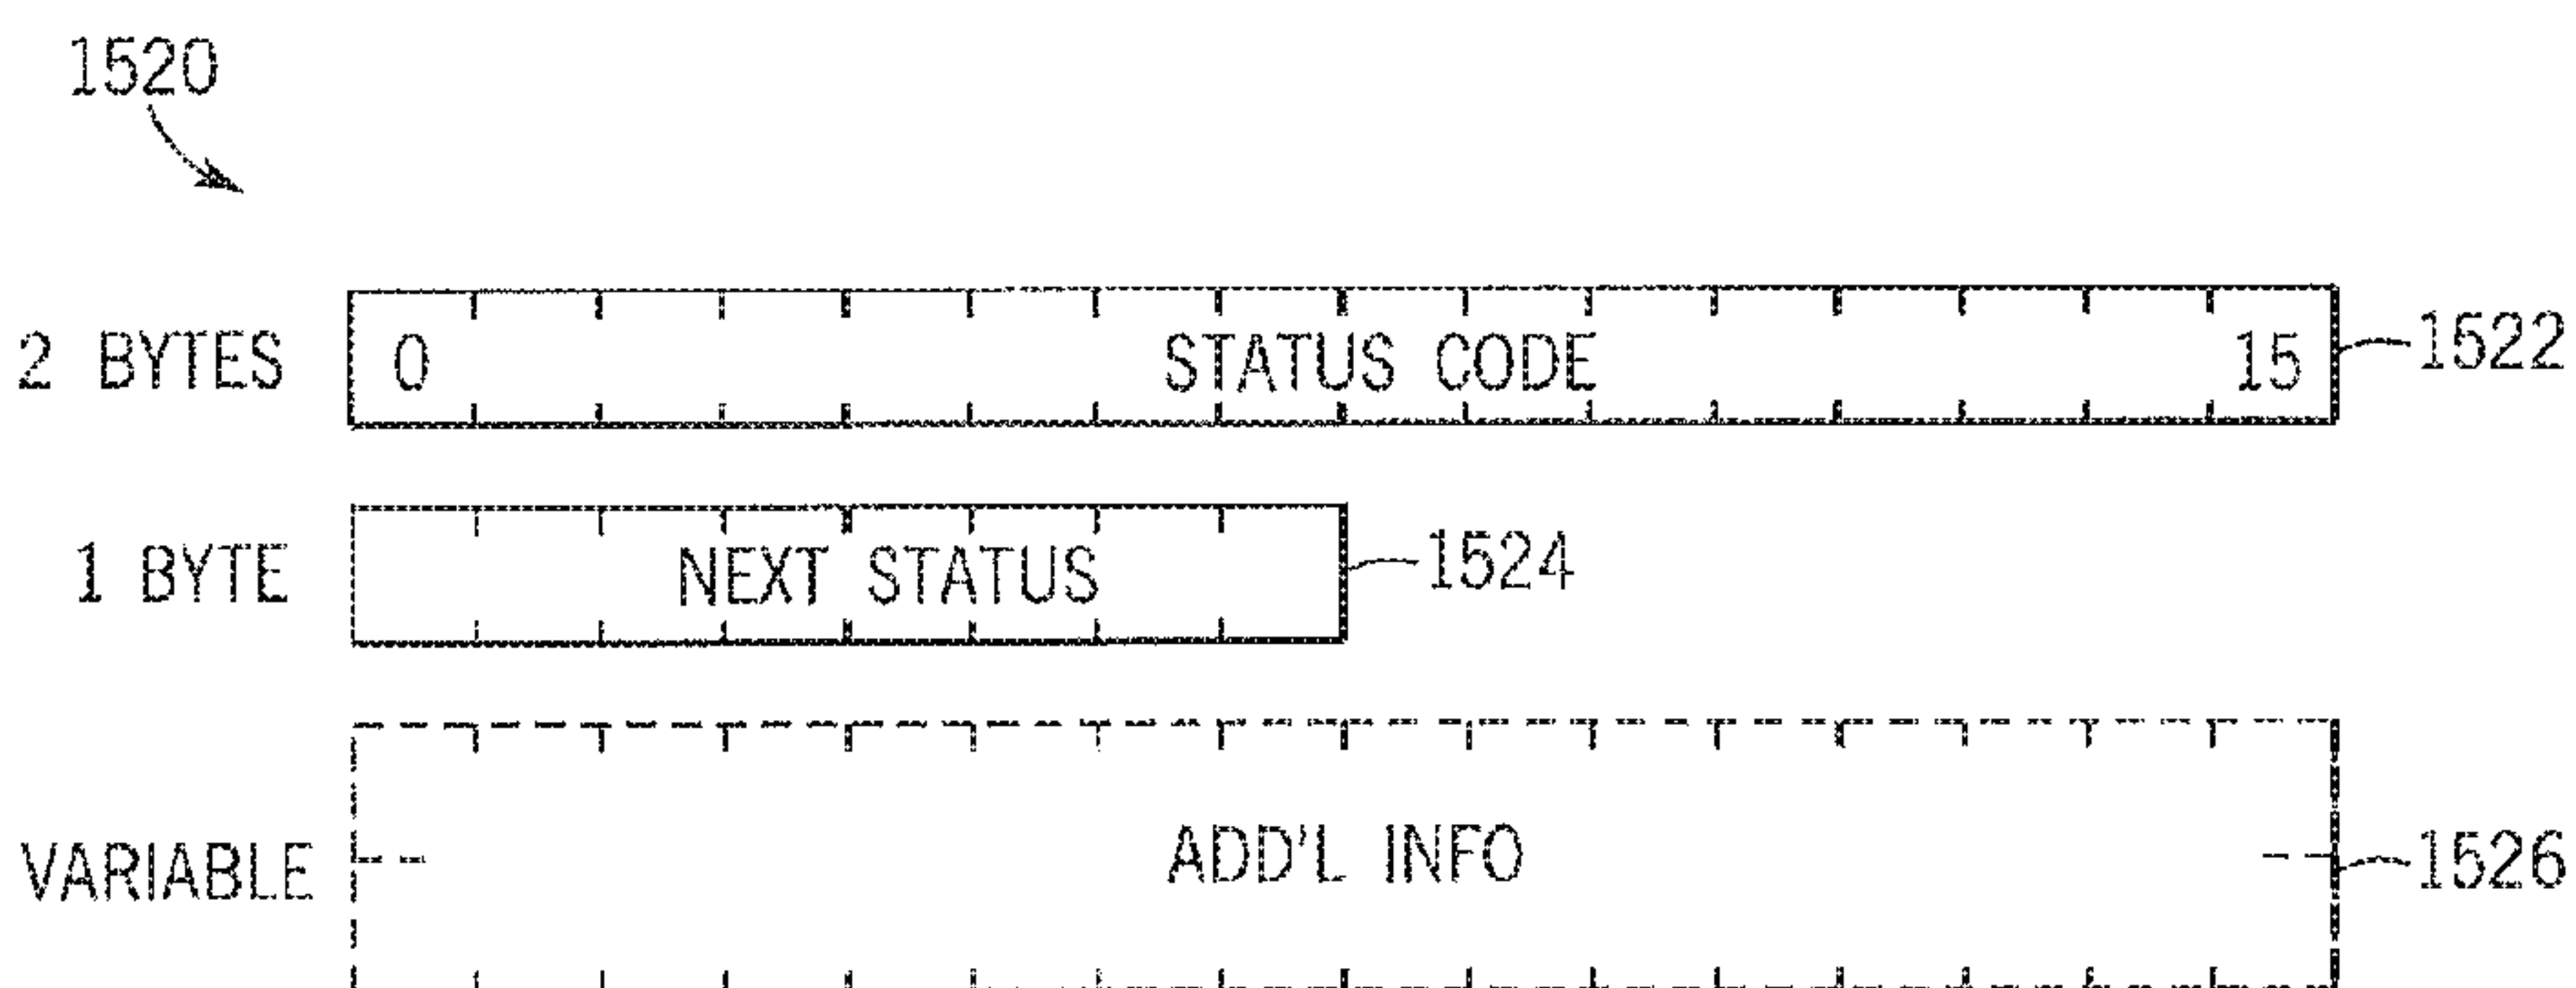 1520
2 BYTES 0 STATUS CODE 15 1522
1 BYTE NEXT STATUS 1524
VARIABLE ADD'L INFO 1526